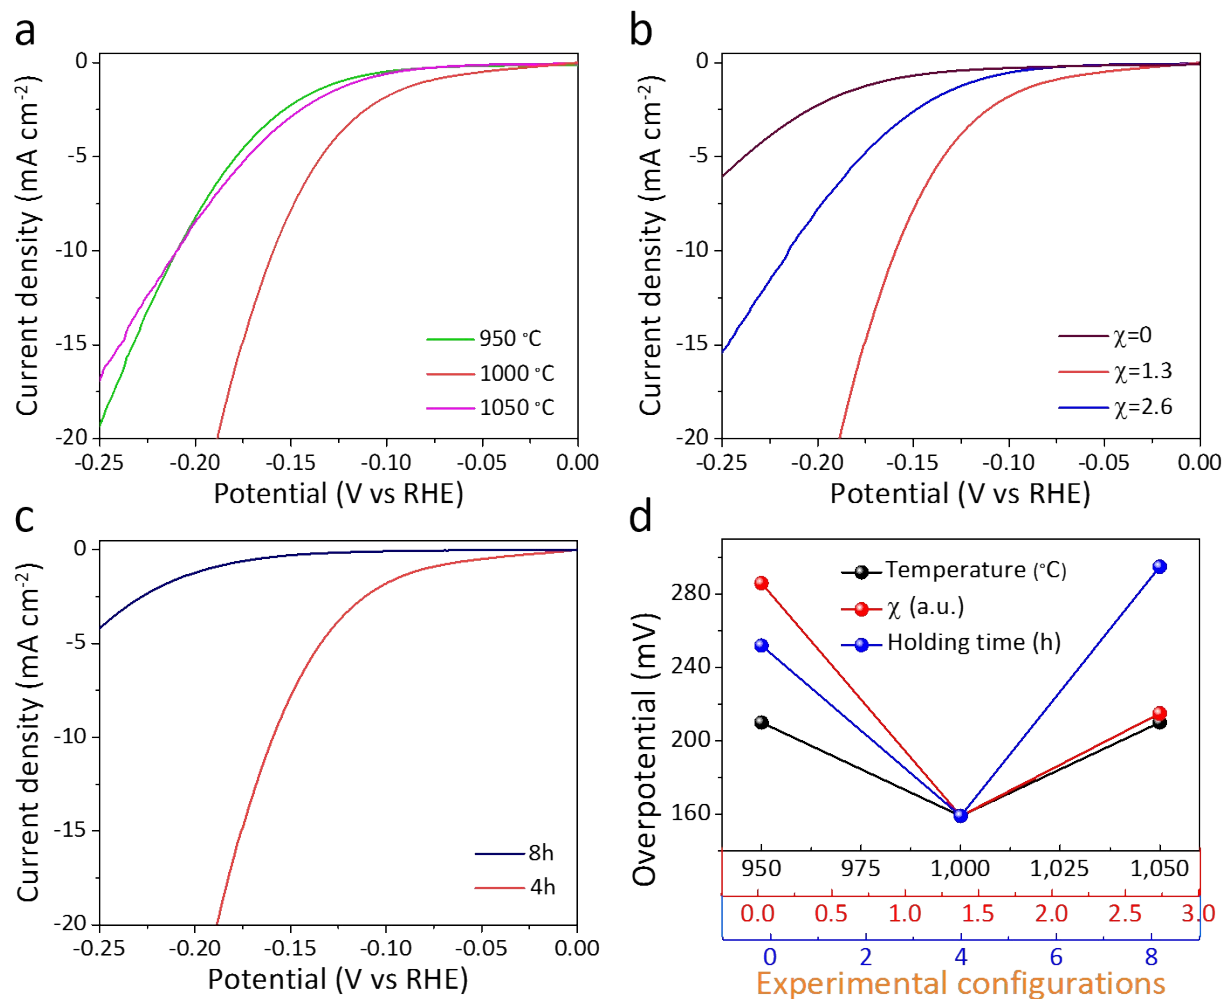 a
0
-5
-10
-15
-20
Current density (mA cm-2)
950 °C
1000 °C
1050 °C
-0.25 -0.20 -0.15 -0.10 -0.05 0.00
Potential (V vs RHE)
b
0
-5
-10
-15
-20
Current density (mA cm-2)
χ=0
χ=1.3
χ=2.6
-0.25 -0.20 -0.15 -0.10 -0.05 0.00
Potential (V vs RHE)
c
0
-5
-10
-15
-20
Current density (mA cm-2)
8h
4h
-0.25 -0.20 -0.15 -0.10 -0.05 0.00
Potential (V vs RHE)
d
280
240
200
160
Overpotential (mV)
Temperature (°C)
χ (a.u.)
Holding time (h)
950 975 1,000 1,025 1,050
0.0 0.5 1.0 1.5 2.0 2.5 3.0
0 2 4 6 8
Experimental configurations